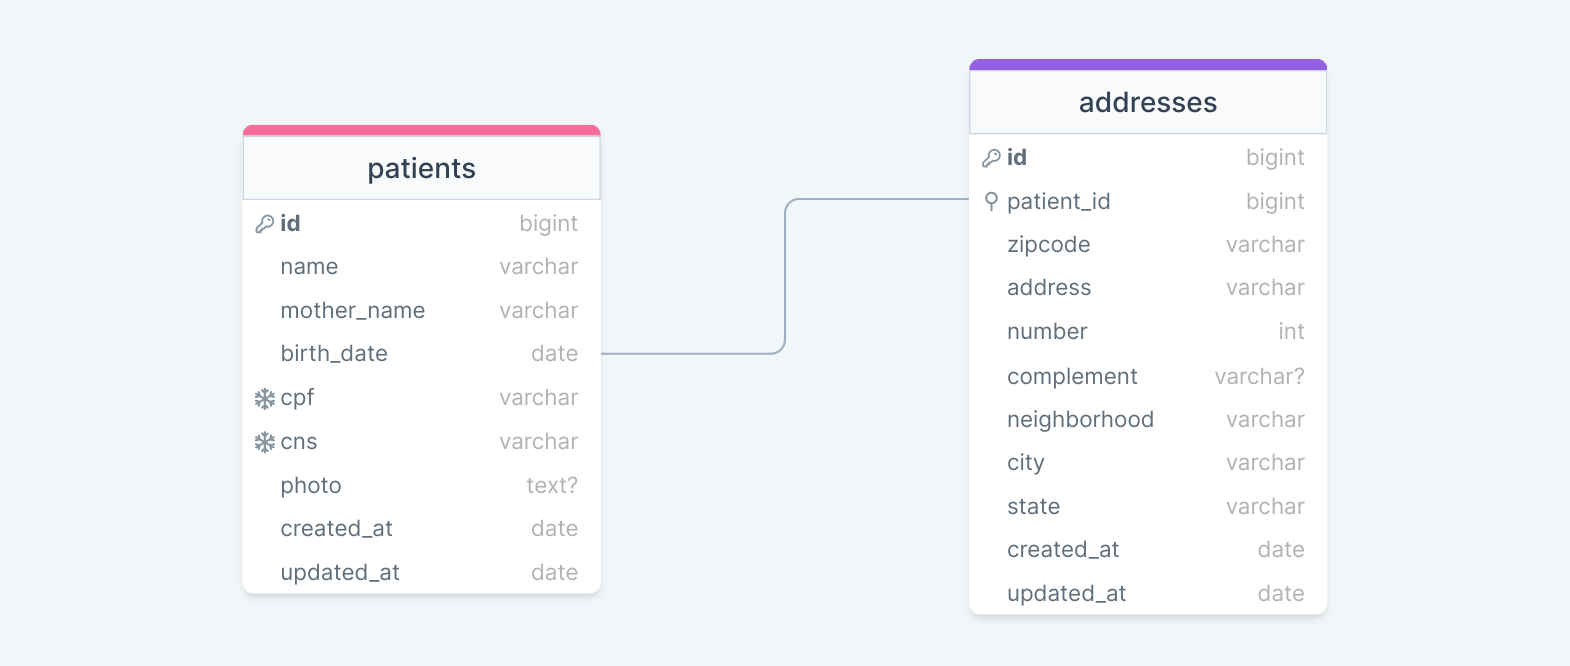 patients
id bigint
name varchar
mother_name varchar
birth_date date
cpf varchar
cns varchar
photo text?
created_at date
updated_at date
addresses
id bigint
patient_id bigint
zipcode varchar
address varchar
number int
complement varchar?
neighborhood varchar
city varchar
state varchar
created_at date
updated_at date